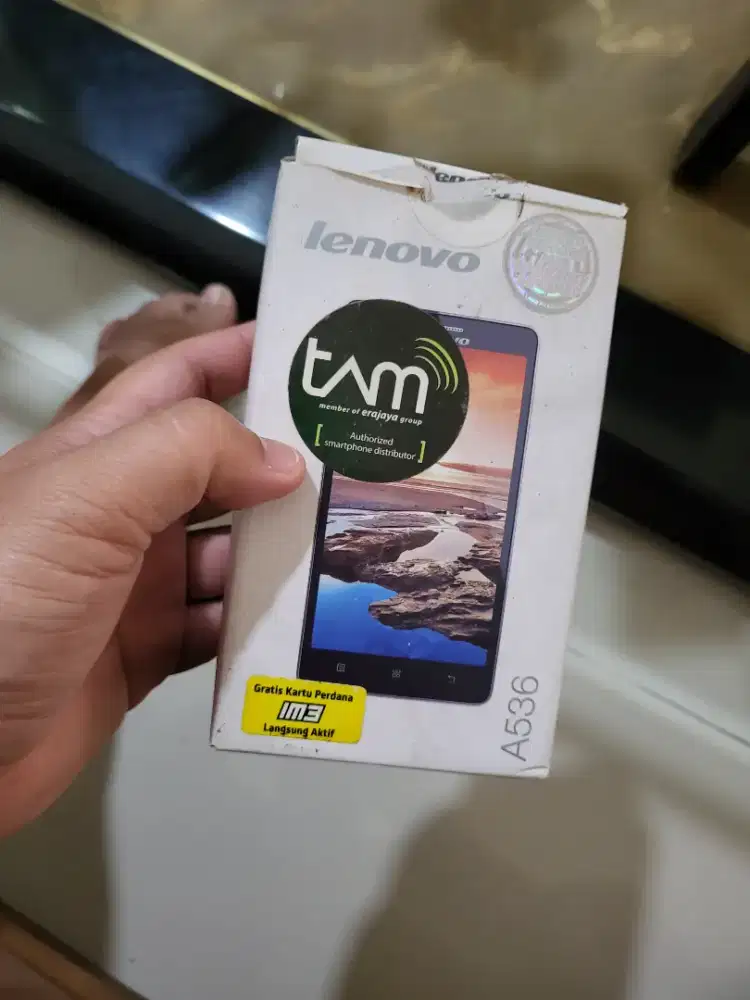 lenovo
tam
member of erajaya group
Authorized
smartphone distributor
Gratis Kartu Perdana
IM3
Langsung Aktif
A536